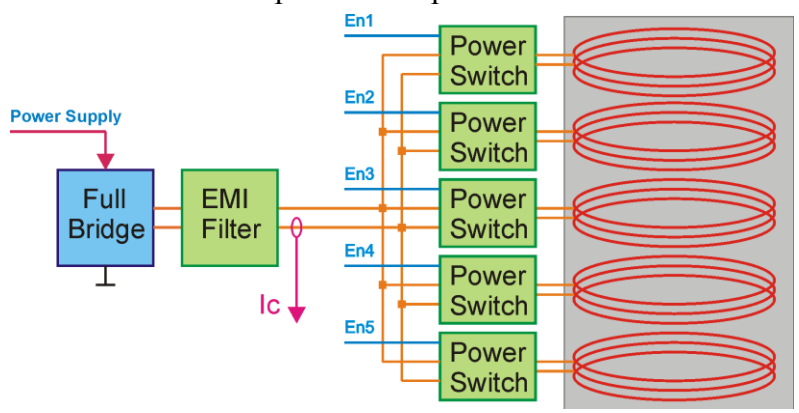 En1
Power
Switch
En2
Power
Switch
Power Supply
Full
Bridge
EMI
Filter
En3
Power
Switch
Ic
En4
Power
Switch
En5
Power
Switch